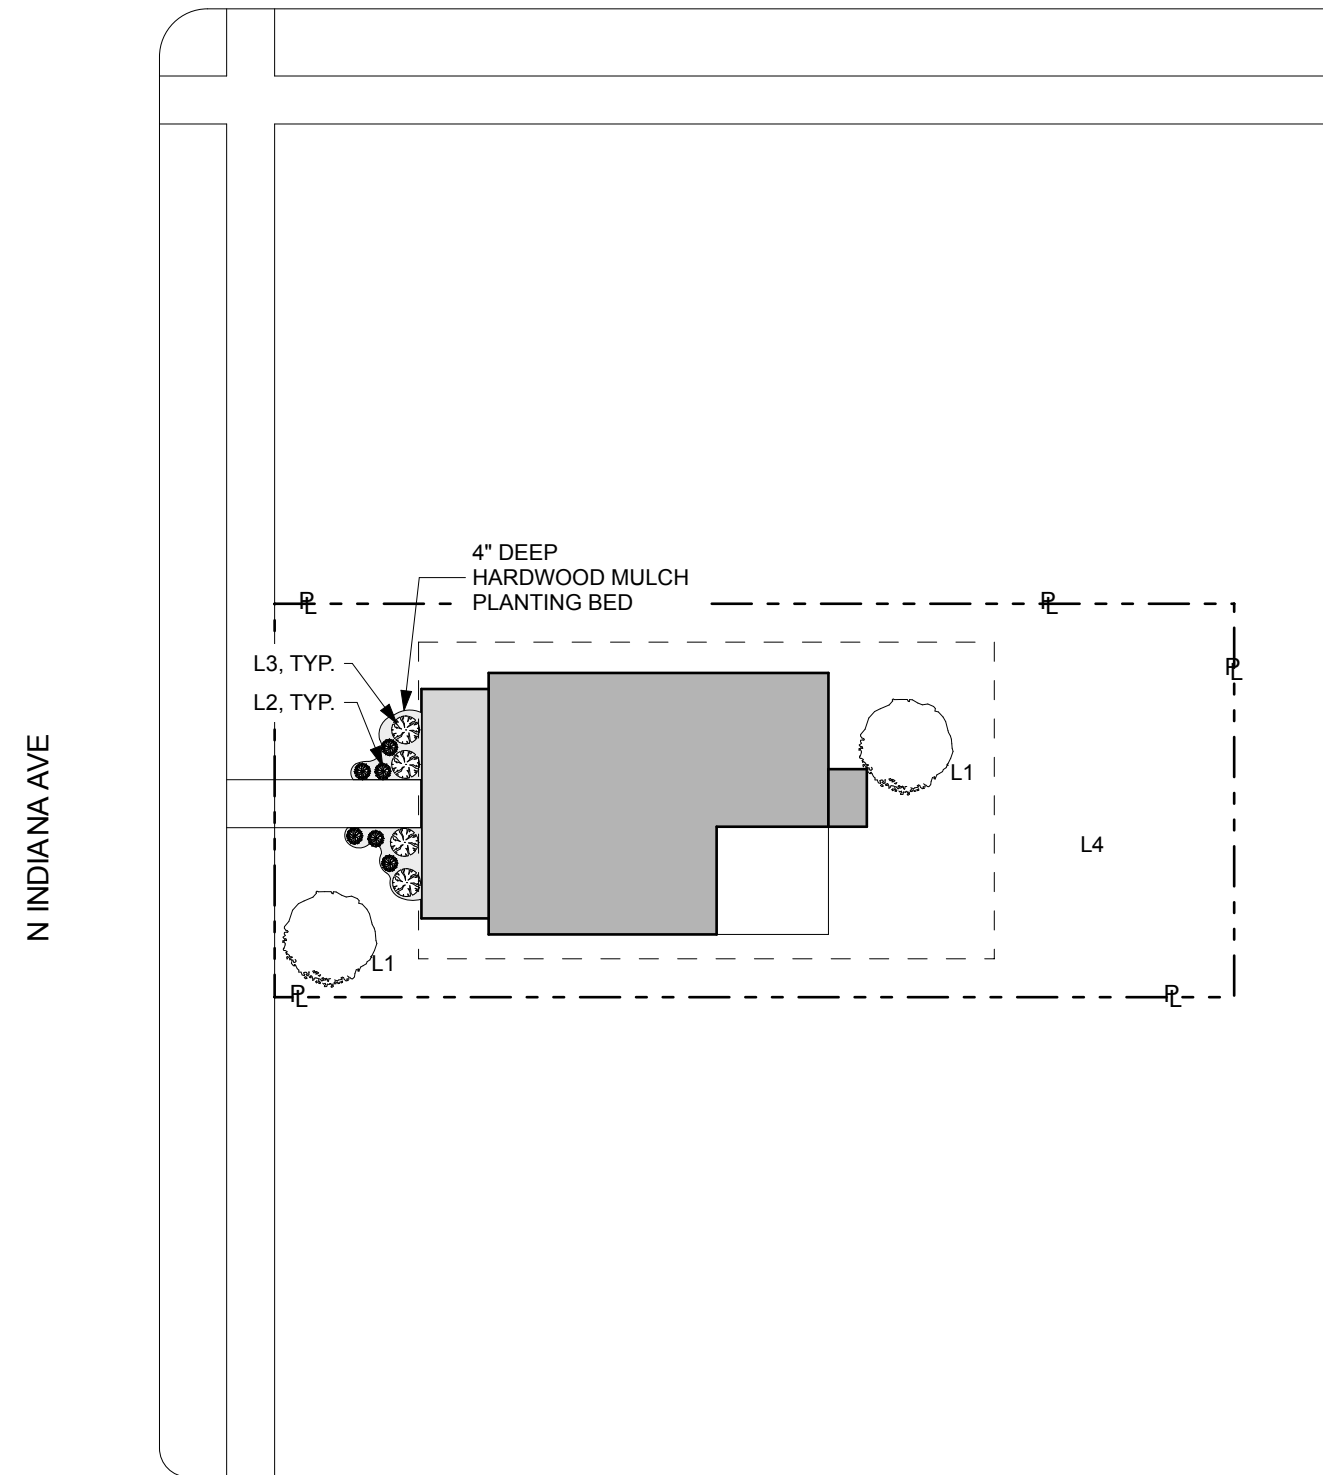 4" DEEP
HARDWOOD MULCH
PLANTING BED
PL
PL
L3, TYP.
PL
L2, TYP.
N INDIANA AVE
L1
L4
L1
PL
PL